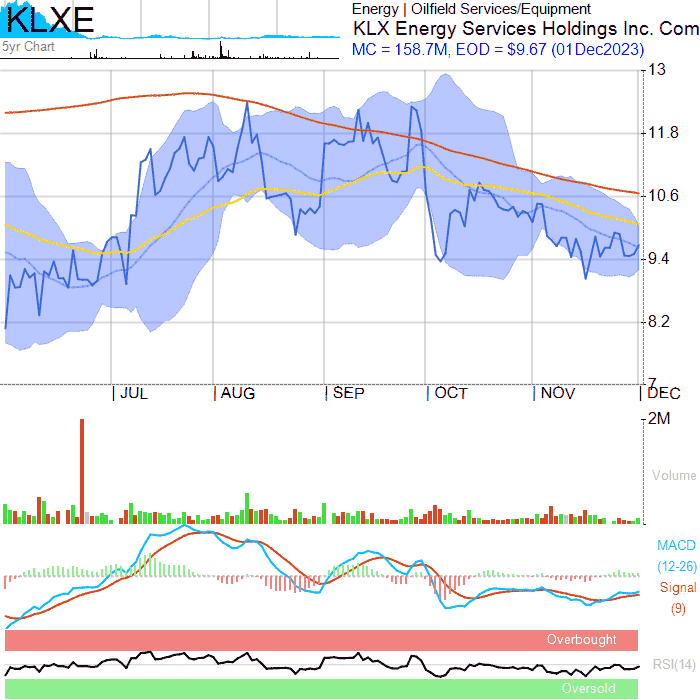 KLXE
5yr Chart
Energy | Oilfield Services/Equipment
KLX Energy Services Holdings Inc. Com
MC = 158.7M, EOD = $9.67 (01Dec2023)
13
11.8
10.6
9.4
8.2
7
JUL AUG SEP OCT NOV DEC
2M
Volume
MACD
(12-26)
Signal
(9)
Overbought
RSI(14)
Oversold